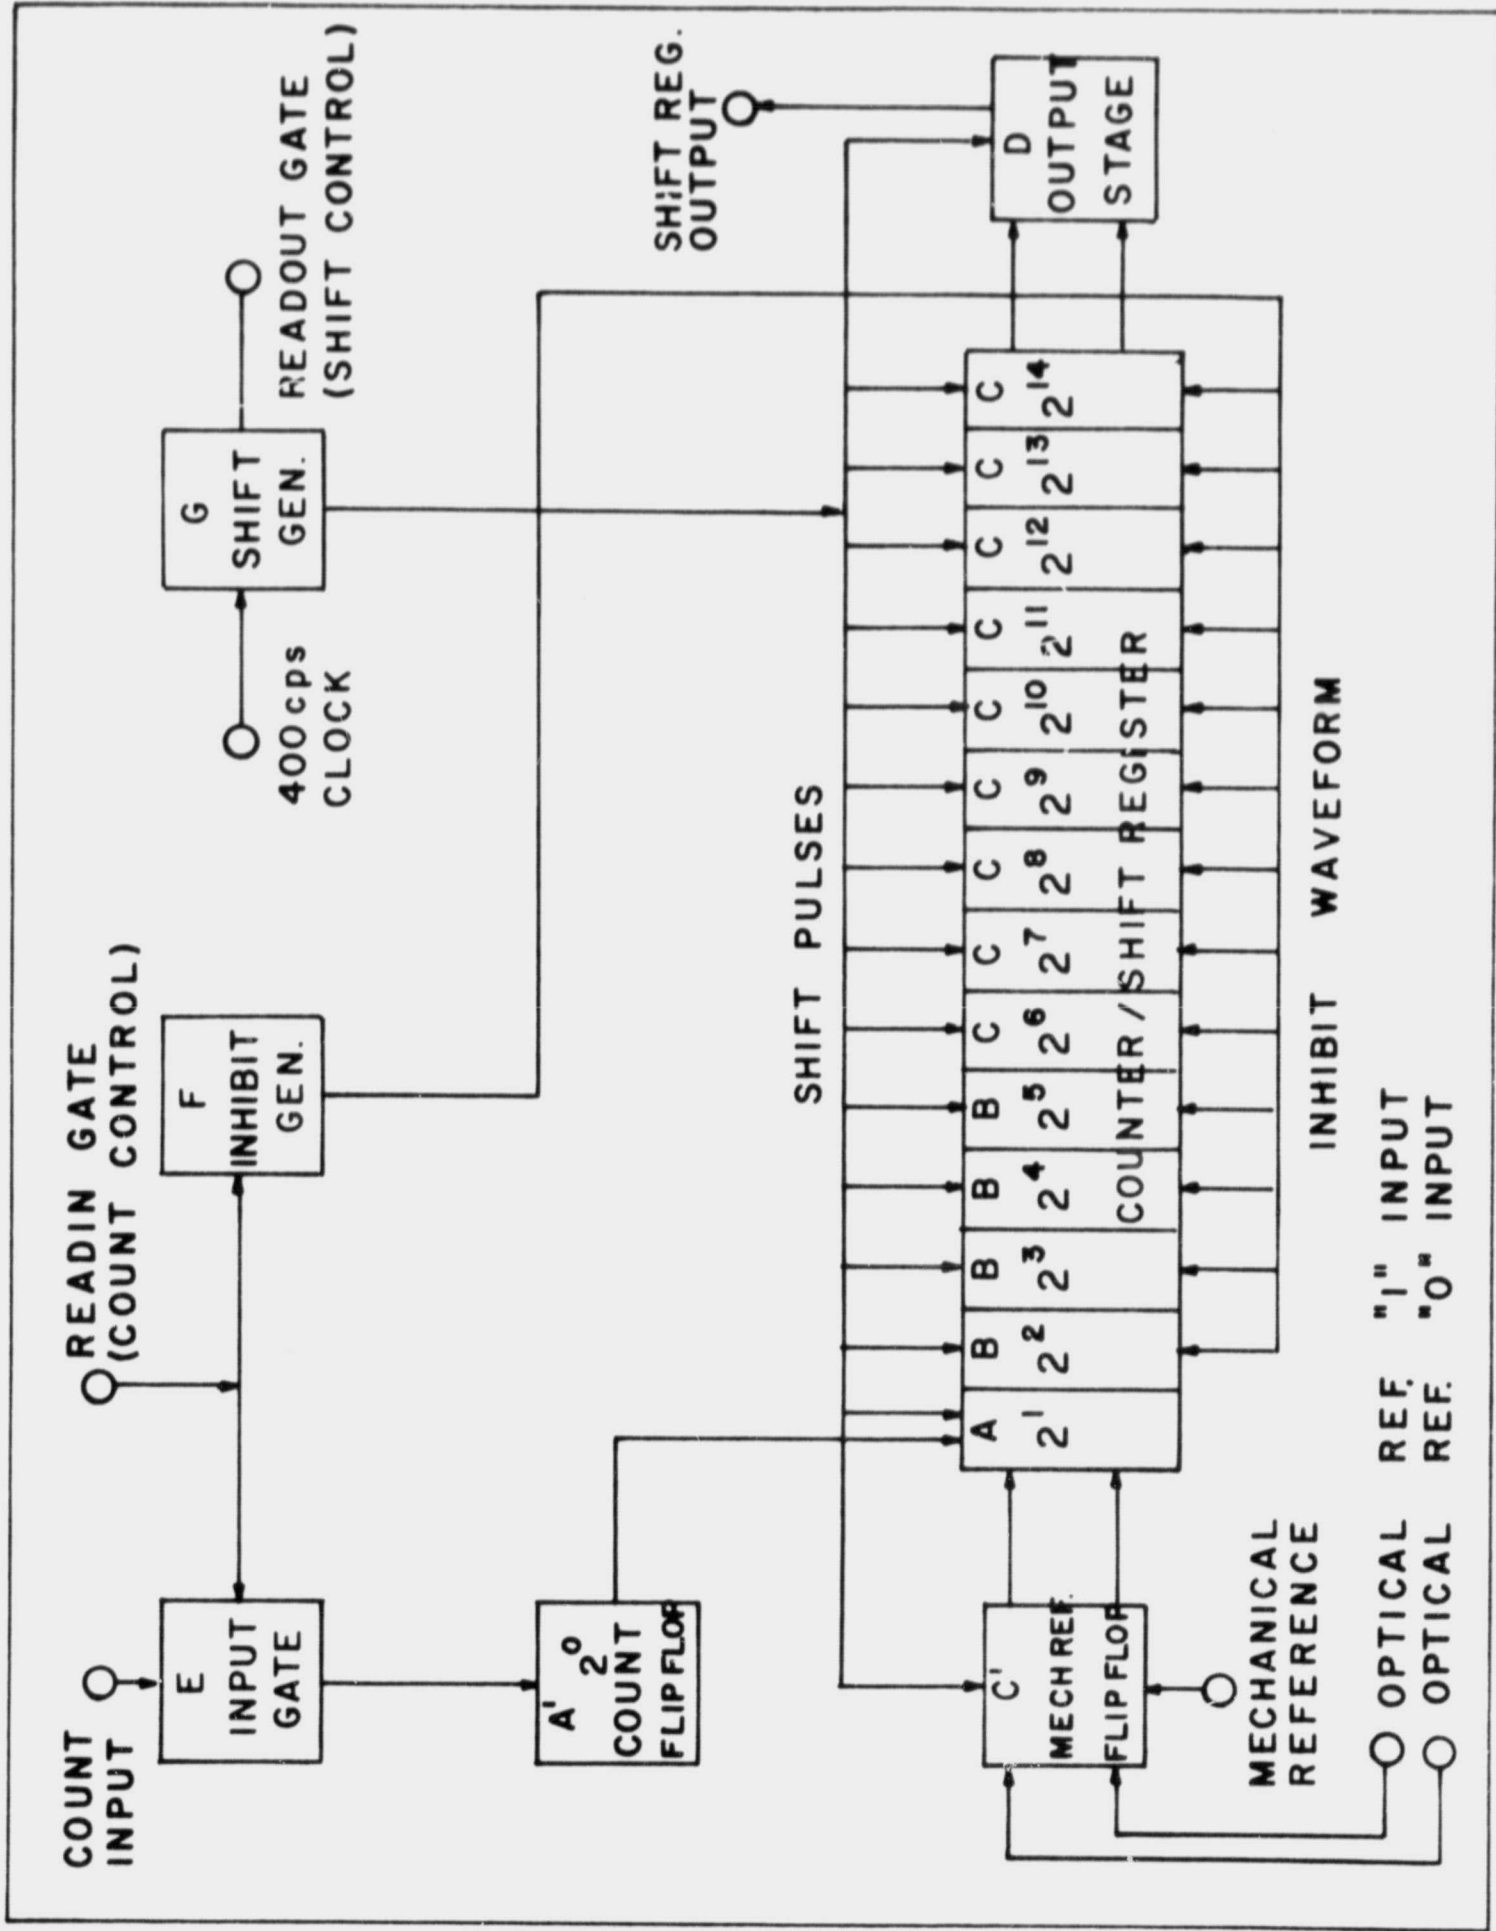 COUNT
INPUT
READIN GATE
(COUNT CONTROL)
E
INPUT
GATE
F
INHIBIT
GEN.
400cps
CLOCK
G
SHIFT
GEN.
READOUT GATE
(SHIFT CONTROL)
A' 2⁰
COUNT
FLIP FLOP
SHIFT REG.
OUTPUT
SHIFT PULSES
C'
MECH REF.
FLIP FLOP
A B B B B C C C C C C C C C
2¹ 2² 2³ 2⁴ 2⁵ 2⁶ 2⁷ 2⁸ 2⁹ 2¹⁰ 2¹¹ 2¹² 2¹³ 2¹⁴
COUNTER/SHIFT REGISTER
D
OUTPUT
STAGE
MECHANICAL
REFERENCE
INHIBIT WAVEFORM
OPTICAL REF. "1" INPUT
OPTICAL REF. "0" INPUT